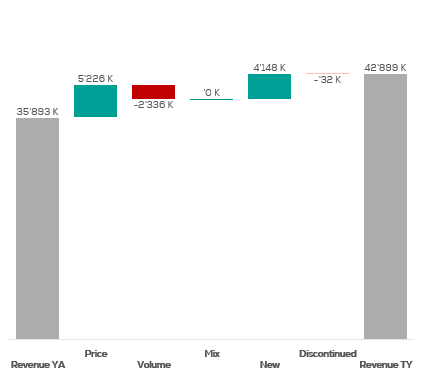 42'899 K
4'148 K
5'226 K
-'32 K
'0 K
-2'336 K
35'893 K
Price
Mix
Discontinued
Revenue YA
Volume
New
Revenue TY